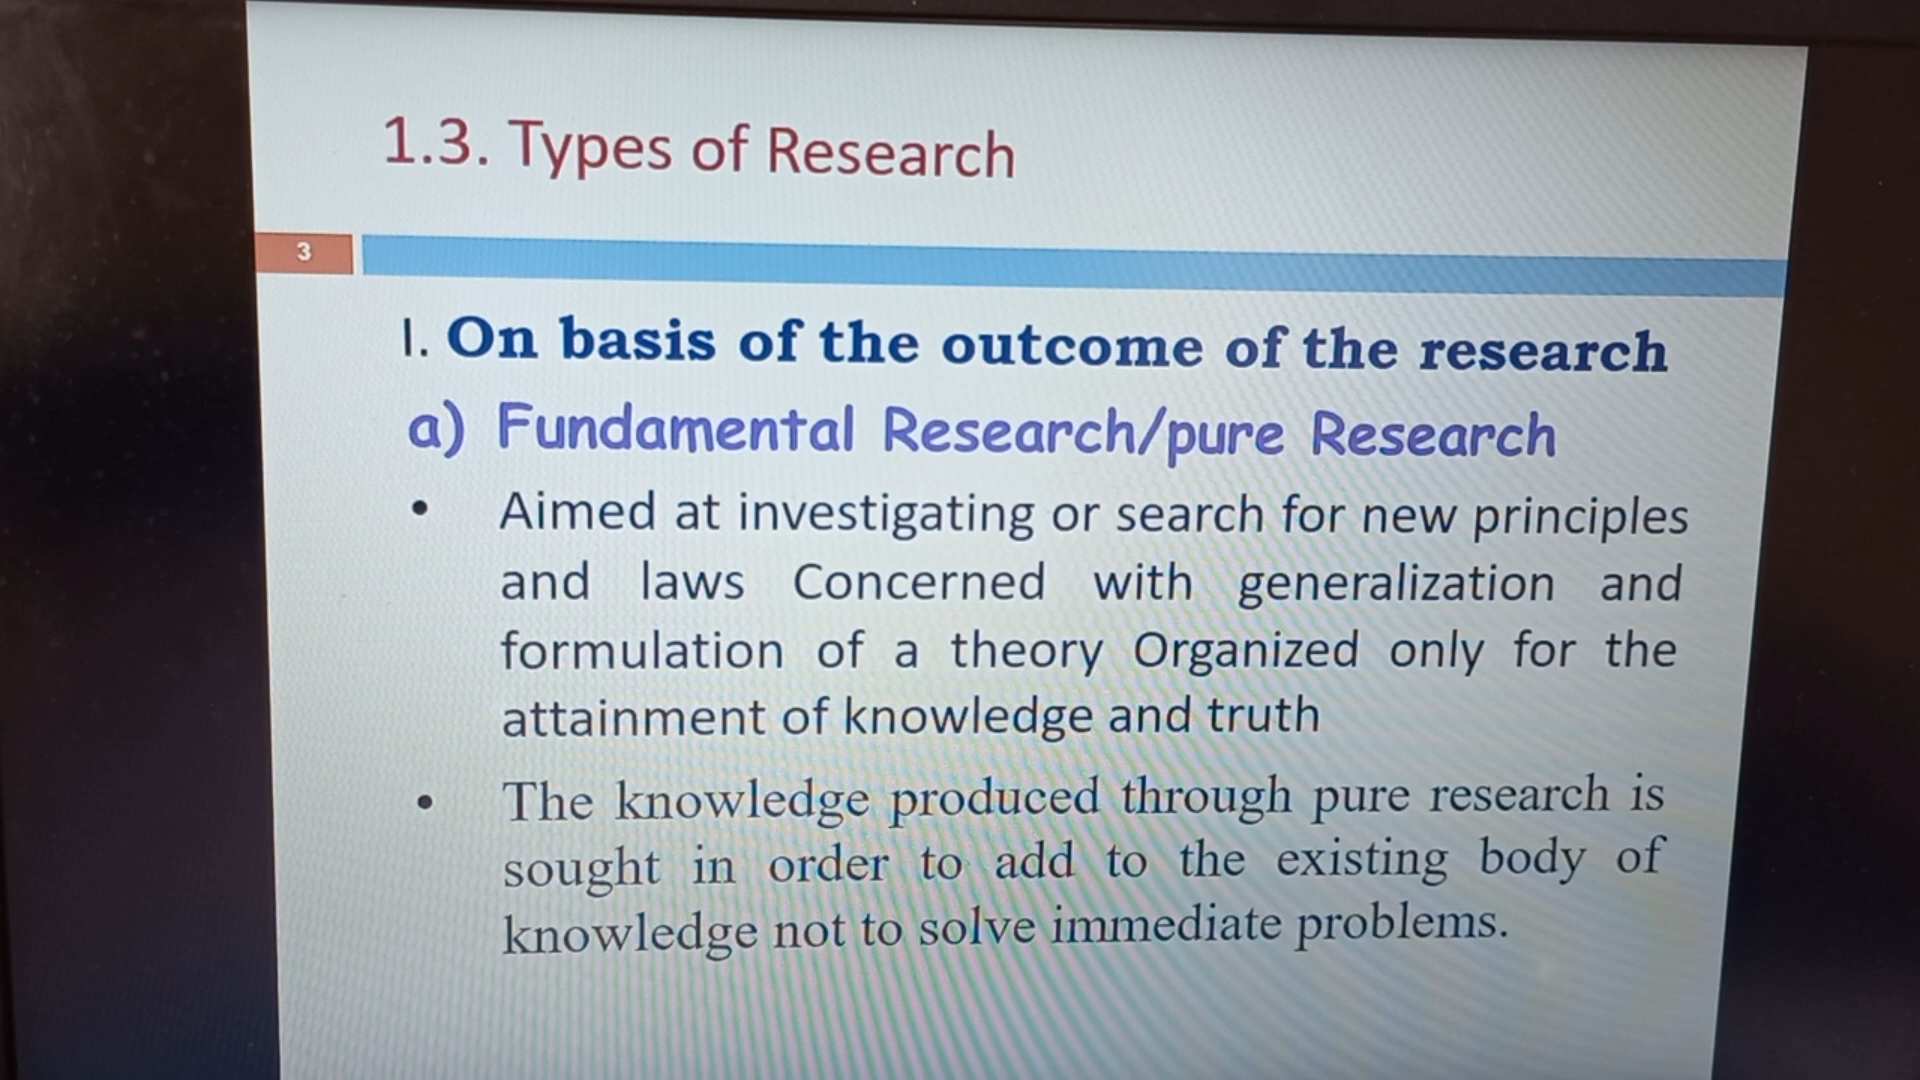 1.3. Types of Research
3
I. On basis of the outcome of the research
a) Fundamental Research/pure Research
• Aimed at investigating or search for new principles
and laws Concerned with generalization and
formulation of a theory Organized only for the
attainment of knowledge and truth
• The knowledge produced through pure research is
sought in order to add to the existing body of
knowledge not to solve immediate problems.